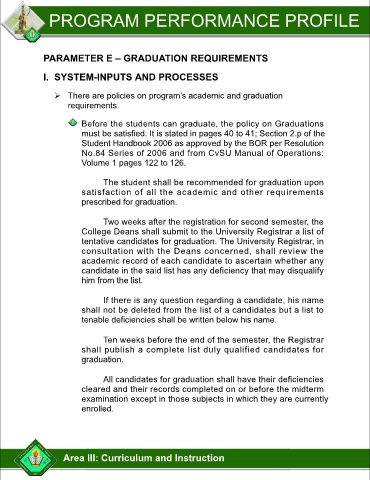 PROGRAM PERFORMANCE PROFILE
PARAMETER E – GRADUATION REQUIREMENTS
I. SYSTEM-INPUTS AND PROCESSES
➢ There are policies on program's academic and graduation
requirements.
Before the students can graduate, the policy on Graduations
must be satisfied. It is stated in pages 40 to 41; Section 2.p of the
Student Handbook 2006 as approved by the BOR per Resolution
No.84 Series of 2006 and from CvSU Manual of Operations:
Volume 1 pages 122 to 126.
The student shall be recommended for graduation upon
satisfaction of all the academic and other requirements
prescribed for graduation.
Two weeks after the registration for second semester, the
College Deans shall submit to the University Registrar a list of
tentative candidates for graduation. The University Registrar, in
consultation with the Deans concerned, shall review the
academic record of each candidate to ascertain whether any
candidate in the said list has any deficiency that may disqualify
him from the list.
If there is any question regarding a candidate, his name
shall not be deleted from the list of a candidates but a list to
tenable deficiencies shall be written below his name.
Ten weeks before the end of the semester, the Registrar
shall publish a complete list duly qualified candidates for
graduation.
All candidates for graduation shall have their deficiencies
cleared and their records completed on or before the midterm
examination except in those subjects in which they are currently
enrolled.
Area III: Curriculum and Instruction